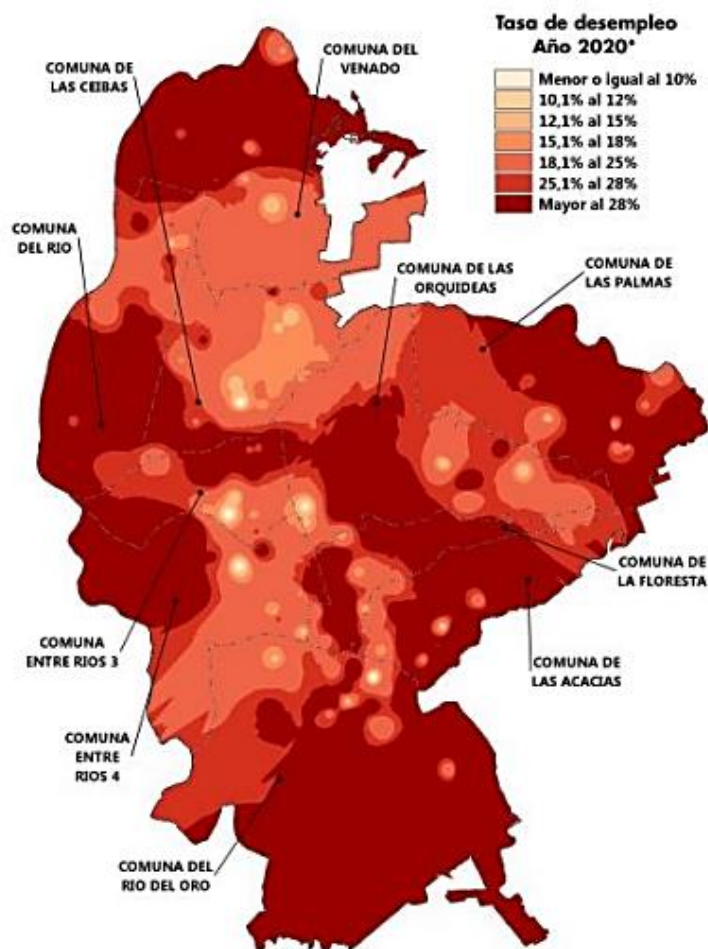 Tasa de desempleo
Año 2020*
Menor o igual al 10%
10,1% al 12%
12,1% al 15%
15,1% al 18%
18,1% al 25%
25,1% al 28%
Mayor al 28%
COMUNA DEL
VENADO
COMUNA DE
LAS CEIBAS
COMUNA
DEL RIO
COMUNA DE LAS
ORQUIDEAS
COMUNA DE
LAS PALMAS
COMUNA DE
LA FLORESTA
COMUNA
ENTRE RIOS 3
COMUNA DE
LAS ACACIAS
COMUNA
ENTRE
RIOS 4
COMUNA DEL
RIO DEL ORO